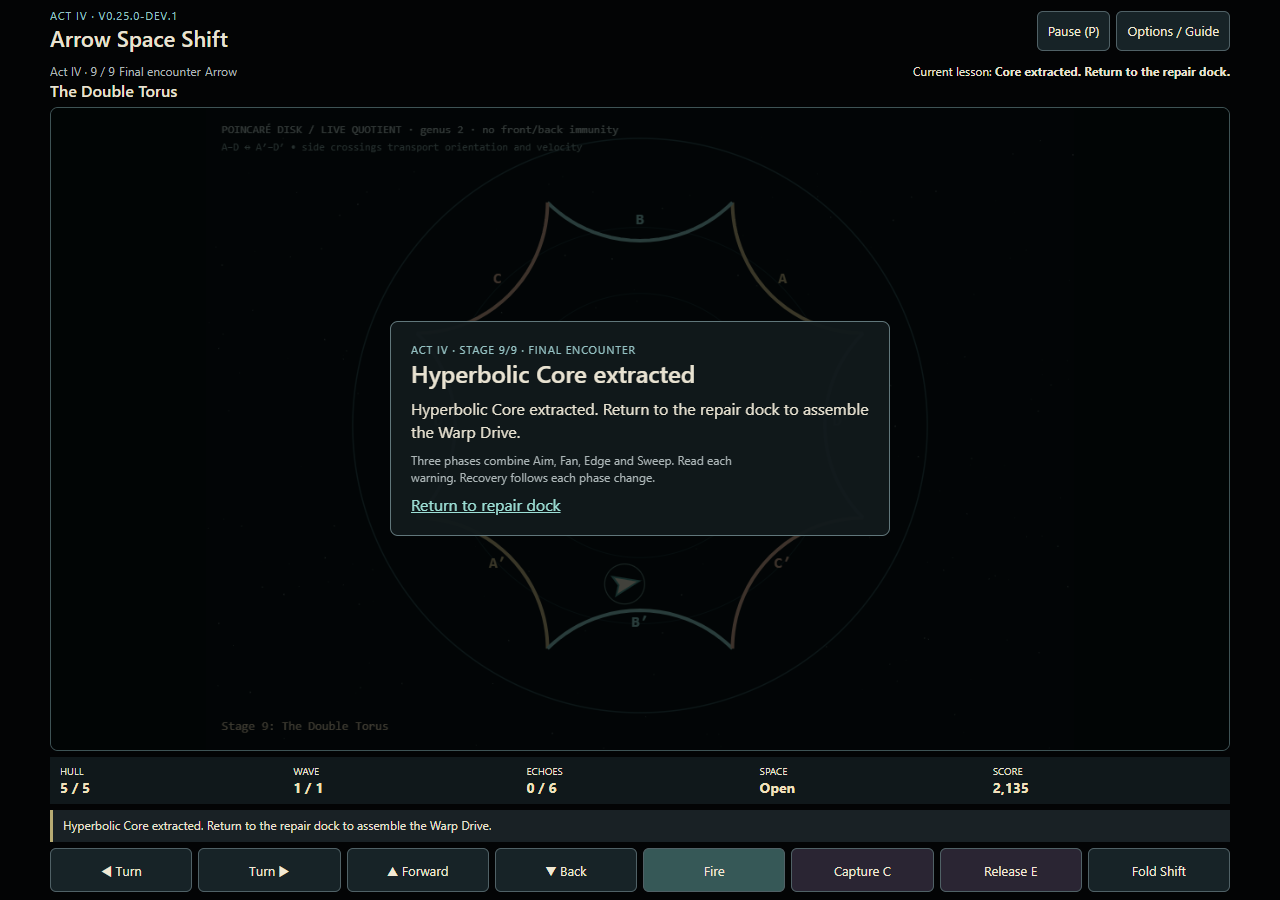 ACT IV · V0.25.0-DEV.1
Arrow Space Shift
Pause (P)
Options / Guide
Act IV · 9 / 9 Final encounter Arrow
Current lesson: Core extracted. Return to the repair dock.
The Double Torus
POINCARÉ DISK / LIVE QUOTIENT · genus 2 · no front/back immunity
A–D ↔ A′–D′ • side crossings transport orientation and velocity
B
C
A
ACT IV · STAGE 9/9 · FINAL ENCOUNTER
Hyperbolic Core extracted
Hyperbolic Core extracted. Return to the repair dock to assemble
the Warp Drive.
Three phases combine Aim, Fan, Edge and Sweep. Read each
warning. Recovery follows each phase change.
Return to repair dock
A′
C′
B′
Stage 9: The Double Torus
HULL
5 / 5
WAVE
1 / 1
ECHOES
0 / 6
SPACE
Open
SCORE
2,135
Hyperbolic Core extracted. Return to the repair dock to assemble the Warp Drive.
◀ Turn
Turn ▶
▲ Forward
▼ Back
Fire
Capture C
Release E
Fold Shift